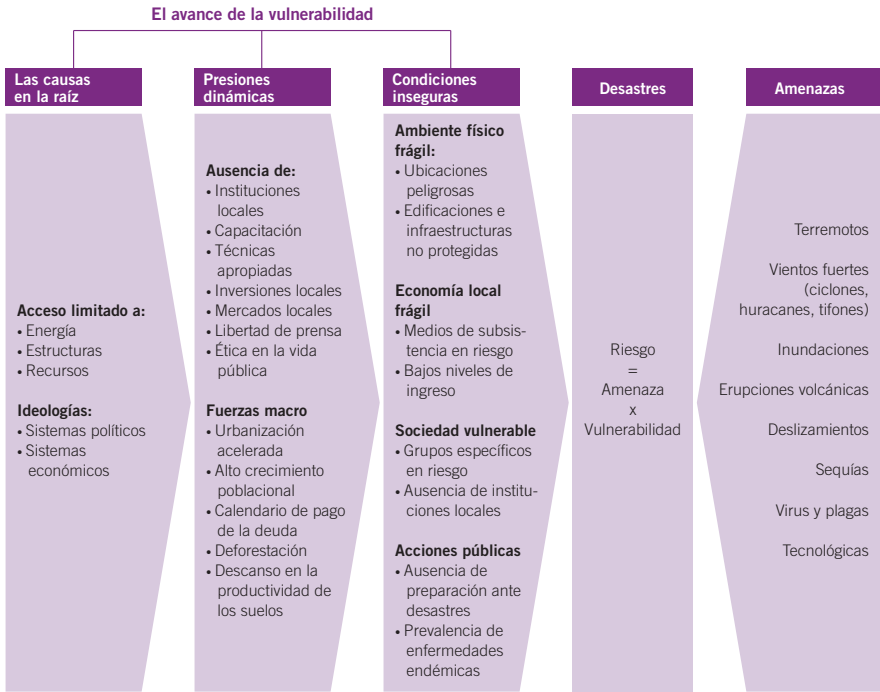 El avance de la vulnerabilidad
Las causas
en la raíz
Acceso limitado a:
• Energía
• Estructuras
• Recursos
Ideologías:
• Sistemas políticos
• Sistemas
económicos
Presiones
dinámicas
Ausencia de:
• Instituciones
locales
• Capacitación
• Técnicas
apropiadas
• Inversiones locales
• Mercados locales
• Libertad de prensa
• Ética en la vida
pública
Fuerzas macro
• Urbanización
acelerada
• Alto crecimiento
poblacional
• Calendario de pago
de la deuda
• Deforestación
• Descanso en la
productividad de
los suelos
Condiciones
inseguras
Ambiente físico
frágil:
• Ubicaciones
peligrosas
• Edificaciones e
infraestructuras
no protegidas
Economía local
frágil
• Medios de subsis-
tencia en riesgo
• Bajos niveles de
ingreso
Sociedad vulnerable
• Grupos específicos
en riesgo
• Ausencia de institu-
ciones locales
Acciones públicas
• Ausencia de
preparación ante
desastres
• Prevalencia de
enfermedades
endémicas
Desastres
Riesgo
=
Amenaza
x
Vulnerabilidad
Amenazas
Terremotos
Vientos fuertes
(ciclones,
huracanes, tifones)
Inundaciones
Erupciones volcánicas
Deslizamientos
Sequías
Virus y plagas
Tecnológicas